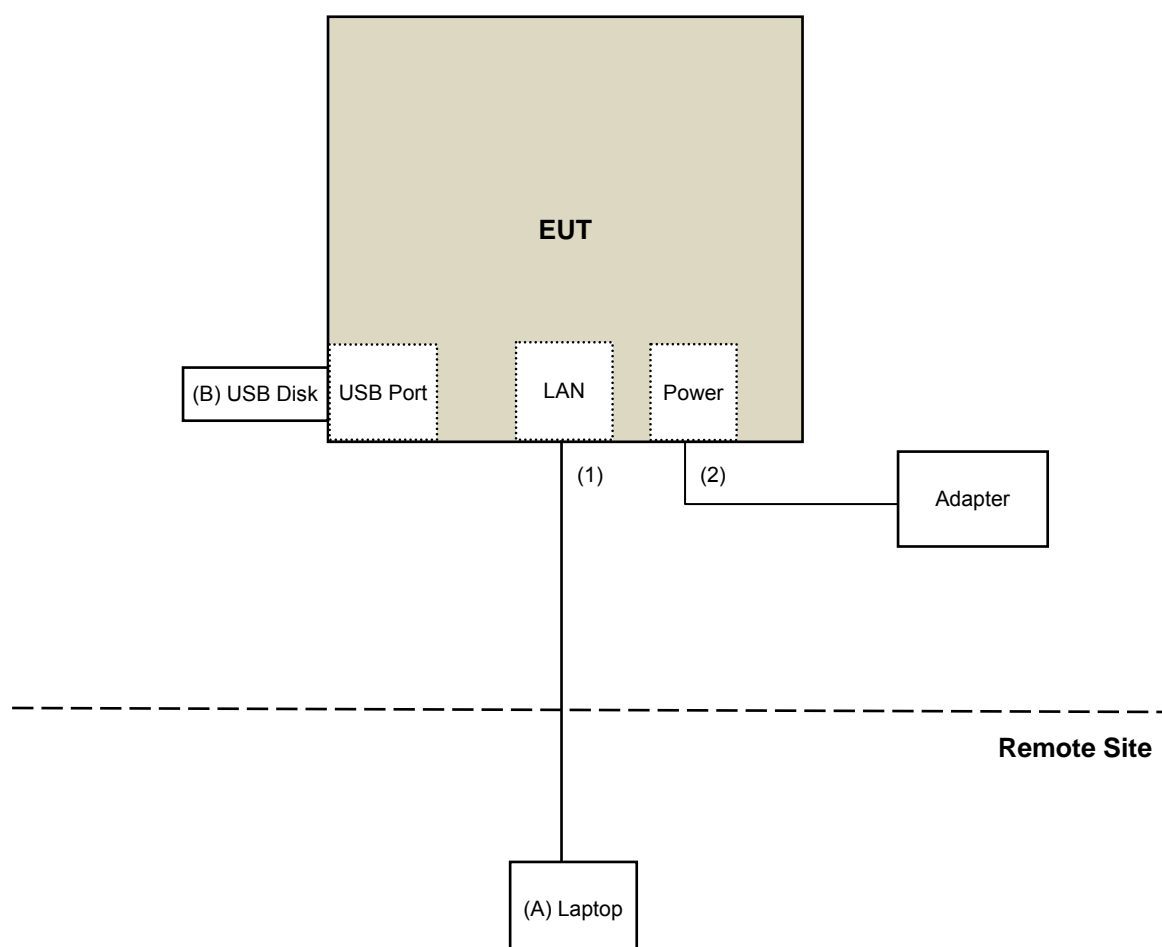 EUT
(B) USB Disk
USB Port
LAN
Power
(1)
(2)
Adapter
Remote Site
(A) Laptop